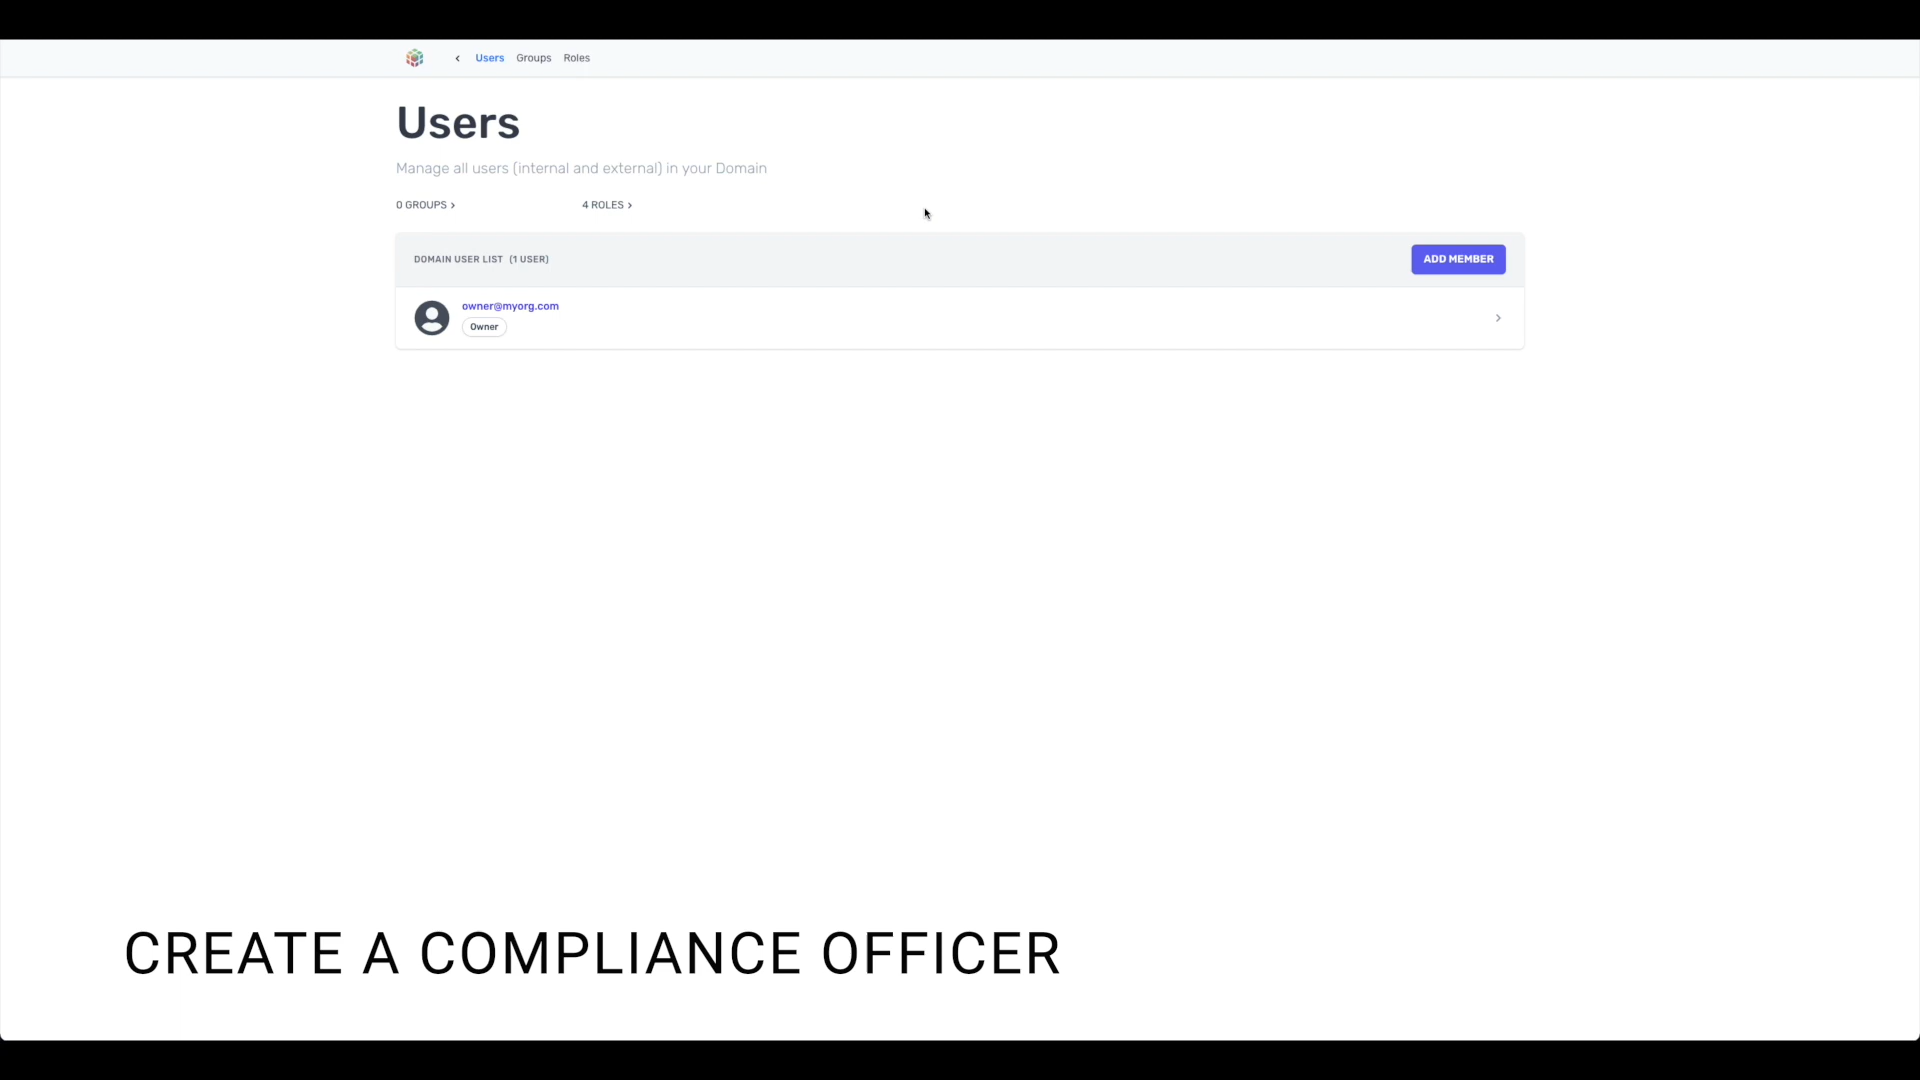 Users Groups Roles
Users
Manage all users (internal and external) in your Domain
0 GROUPS 4 ROLES
DOMAIN USER LIST (1 USER) ADD MEMBER
owner@myorg.com
Owner
CREATE A COMPLIANCE OFFICER